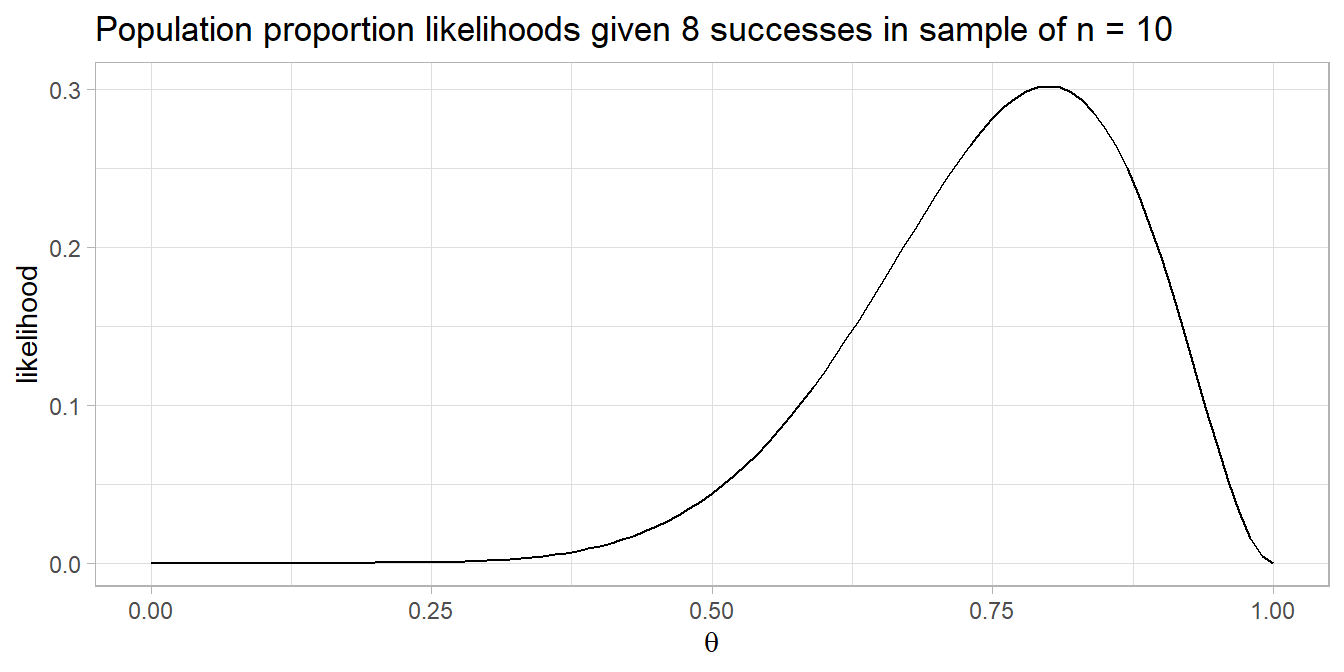 Population proportion likelihoods given 8 successes in sample of n = 10
likelihood
0.3
0.2
0.1
0.0
0.00 0.25 0.50 0.75 1.00
θ